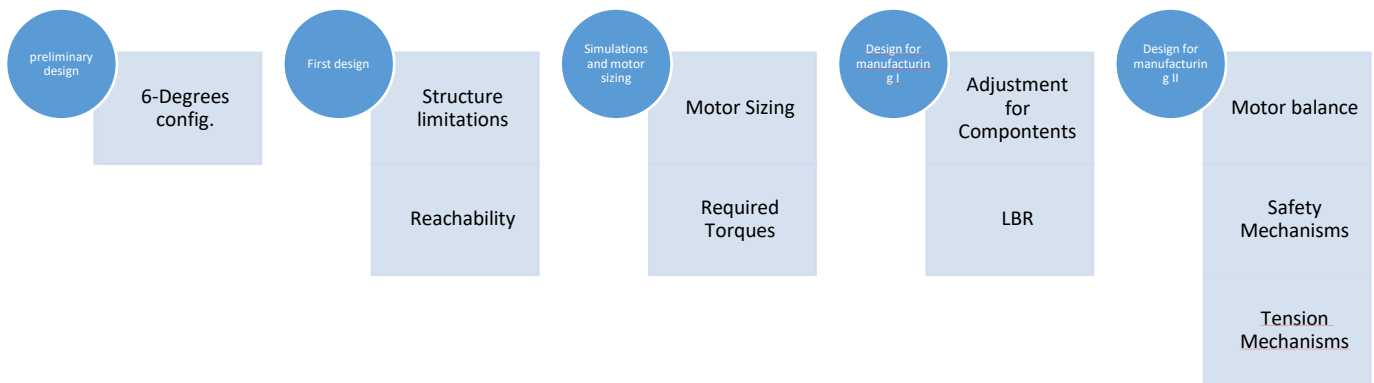 preliminary
design
6-Degrees
config.
First design
Structure
limitations
Reachability
Simulations
and motor
sizing
Motor Sizing
Required
Torques
Design for
manufacturin
g I
Adjustment
for
Compontents
LBR
Design for
manufacturin
g II
Motor balance
Safety
Mechanisms
Tension
Mechanisms